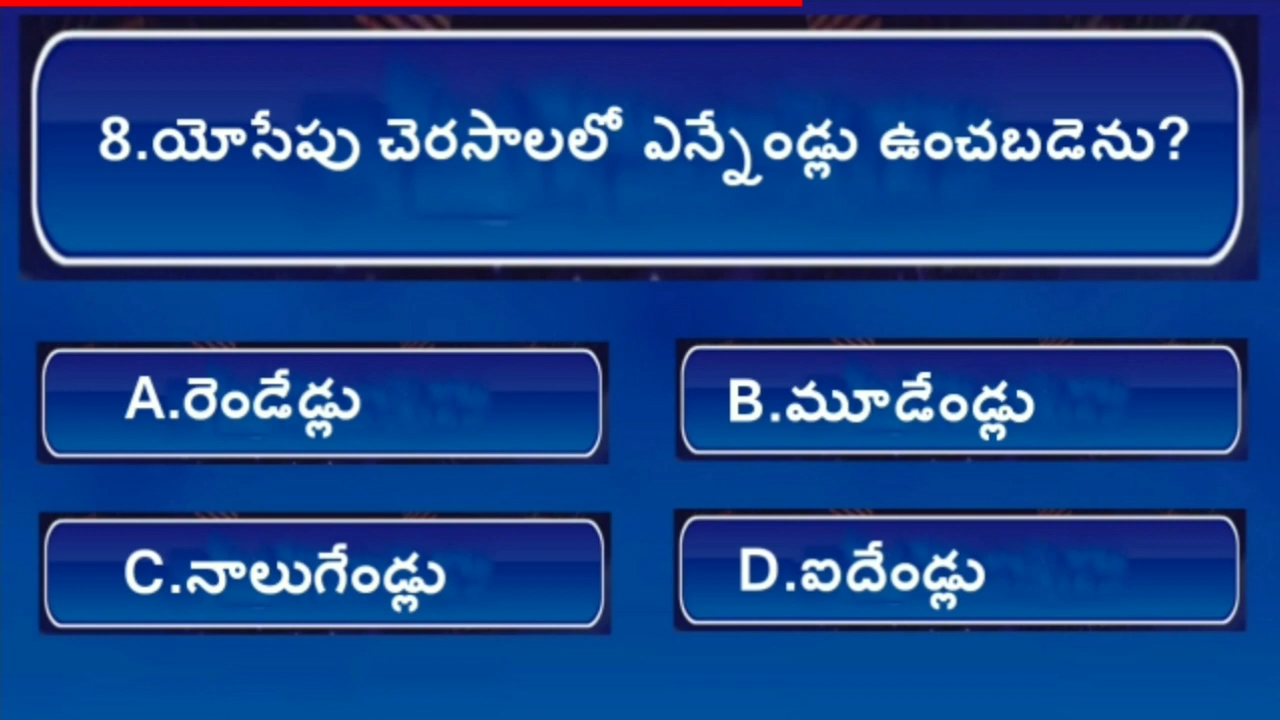 8.యోసేపు చెరసాలలో ఎన్నేండ్లు ఉంచబడెను?
A.రెండేడ్లు
B.మూడేండ్లు
C.నాలుగేండ్లు
D.ఐదేండ్లు